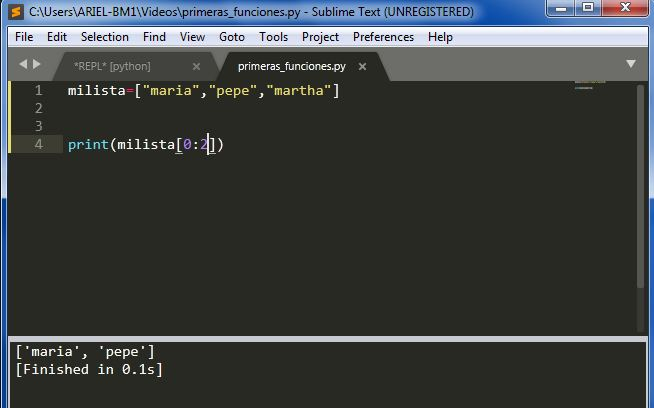 C:\Users\ARIEL-BM1\Videos\primeras_funciones.py - Sublime Text (UNREGISTERED)
File Edit Selection Find View Goto Tools Project Preferences Help
*REPL* [python] primeras_funciones.py
1 milista=["maria","pepe","martha"]
2
3
4 print(milista[0:2])
['maria', 'pepe']
[Finished in 0.1s]